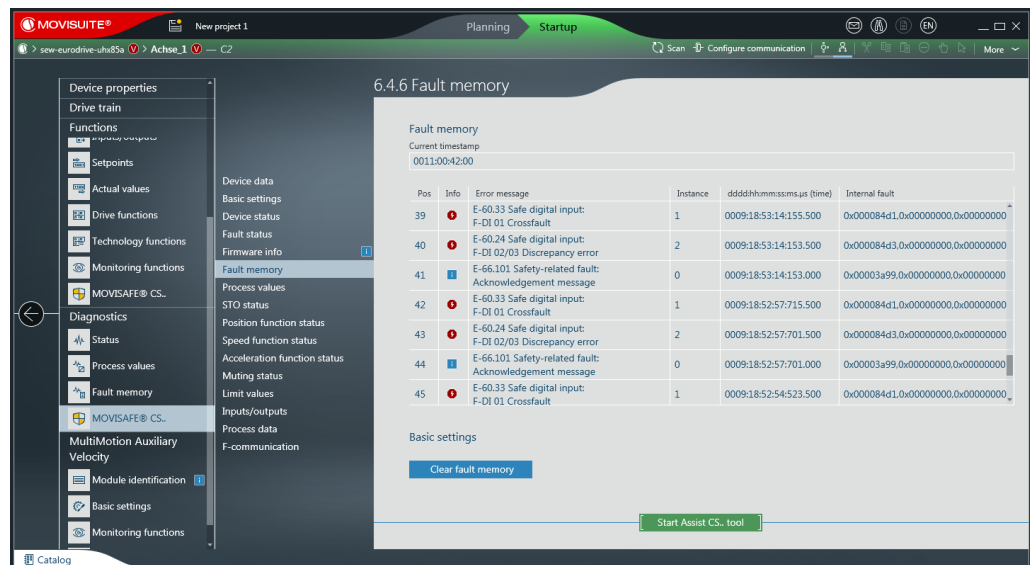 MOVISUITE®
New project 1
Planning
Startup
EN
sew-eurodrive-uhx85a V > Achse_1 V — C2
Scan
Configure communication
More
Device properties
Drive train
Functions
Inputs/outputs
Setpoints
Actual values
Drive functions
Technology functions
Monitoring functions
MOVISAFE® CS..
Diagnostics
Status
Process values
Fault memory
MOVISAFE® CS..
MultiMotion Auxiliary
Velocity
Module identification
Basic settings
Monitoring functions
Catalog
Device data
Basic settings
Device status
Fault status
Firmware info
Fault memory
Process values
STO status
Position function status
Speed function status
Acceleration function status
Muting status
Limit values
Inputs/outputs
Process data
F-communication
6.4.6 Fault memory
Fault memory
Current timestamp
0011:00:42:00
Pos Info Error message Instance dddd:hh:mm:ss:ms.µs (time) Internal fault
39 E-60.33 Safe digital input:
F-DI 01 Crossfault 1 0009:18:53:14:155.500 0x000084d1,0x00000000,0x00000000
40 E-60.24 Safe digital input:
F-DI 02/03 Discrepancy error 2 0009:18:53:14:153.500 0x000084d3,0x00000000,0x00000000
41 E-66.101 Safety-related fault:
Acknowledgement message 0 0009:18:53:14:153.000 0x00003a99,0x00000000,0x00000000
42 E-60.33 Safe digital input:
F-DI 01 Crossfault 1 0009:18:52:57:715.500 0x000084d1,0x00000000,0x00000000
43 E-60.24 Safe digital input:
F-DI 02/03 Discrepancy error 2 0009:18:52:57:701.500 0x000084d3,0x00000000,0x00000000
44 E-66.101 Safety-related fault:
Acknowledgement message 0 0009:18:52:57:701.000 0x00003a99,0x00000000,0x00000000
45 E-60.33 Safe digital input:
F-DI 01 Crossfault 1 0009:18:52:54:523.500 0x000084d1,0x00000000,0x00000000
Basic settings
Clear fault memory
Start Assist CS.. tool